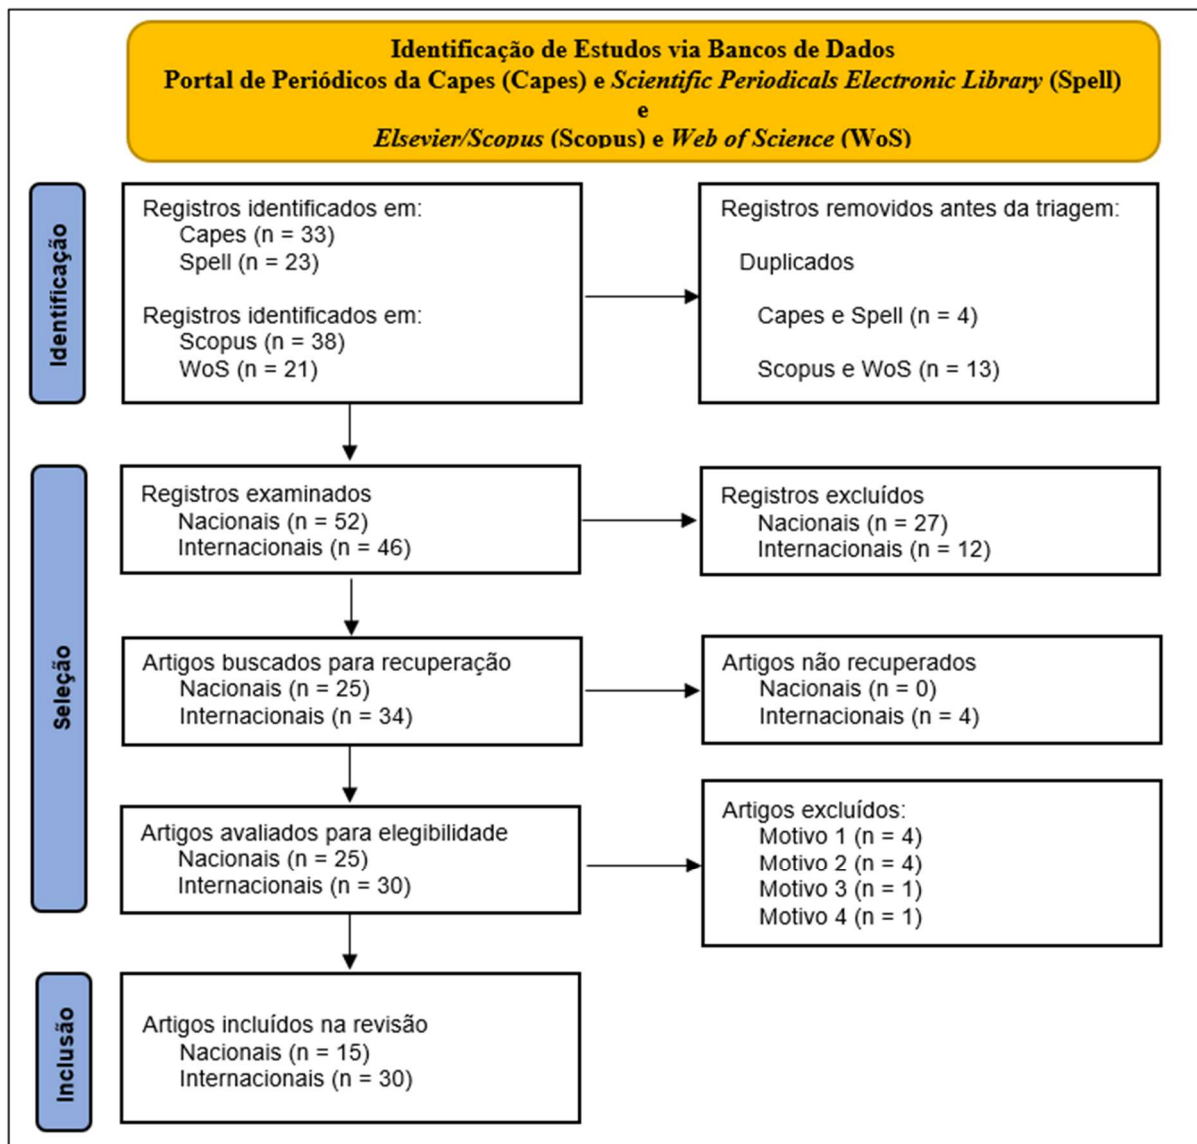 Identificação de Estudos via Bancos de Dados
Portal de Periódicos da Capes (Capes) e Scientific Periodicals Electronic Library (Spell)
e
Elsevier/Scopus (Scopus) e Web of Science (WoS)
Identificação
Registros identificados em:
Capes (n = 33)
Spell (n = 23)
Registros identificados em:
Scopus (n = 38)
WoS (n = 21)
Registros removidos antes da triagem:
Duplicados
Capes e Spell (n = 4)
Scopus e WoS (n = 13)
Seleção
Registros examinados
Nacionais (n = 52)
Internacionais (n = 46)
Registros excluídos
Nacionais (n = 27)
Internacionais (n = 12)
Artigos buscados para recuperação
Nacionais (n = 25)
Internacionais (n = 34)
Artigos não recuperados
Nacionais (n = 0)
Internacionais (n = 4)
Artigos avaliados para elegibilidade
Nacionais (n = 25)
Internacionais (n = 30)
Artigos excluídos:
Motivo 1 (n = 4)
Motivo 2 (n = 4)
Motivo 3 (n = 1)
Motivo 4 (n = 1)
Inclusão
Artigos incluídos na revisão
Nacionais (n = 15)
Internacionais (n = 30)